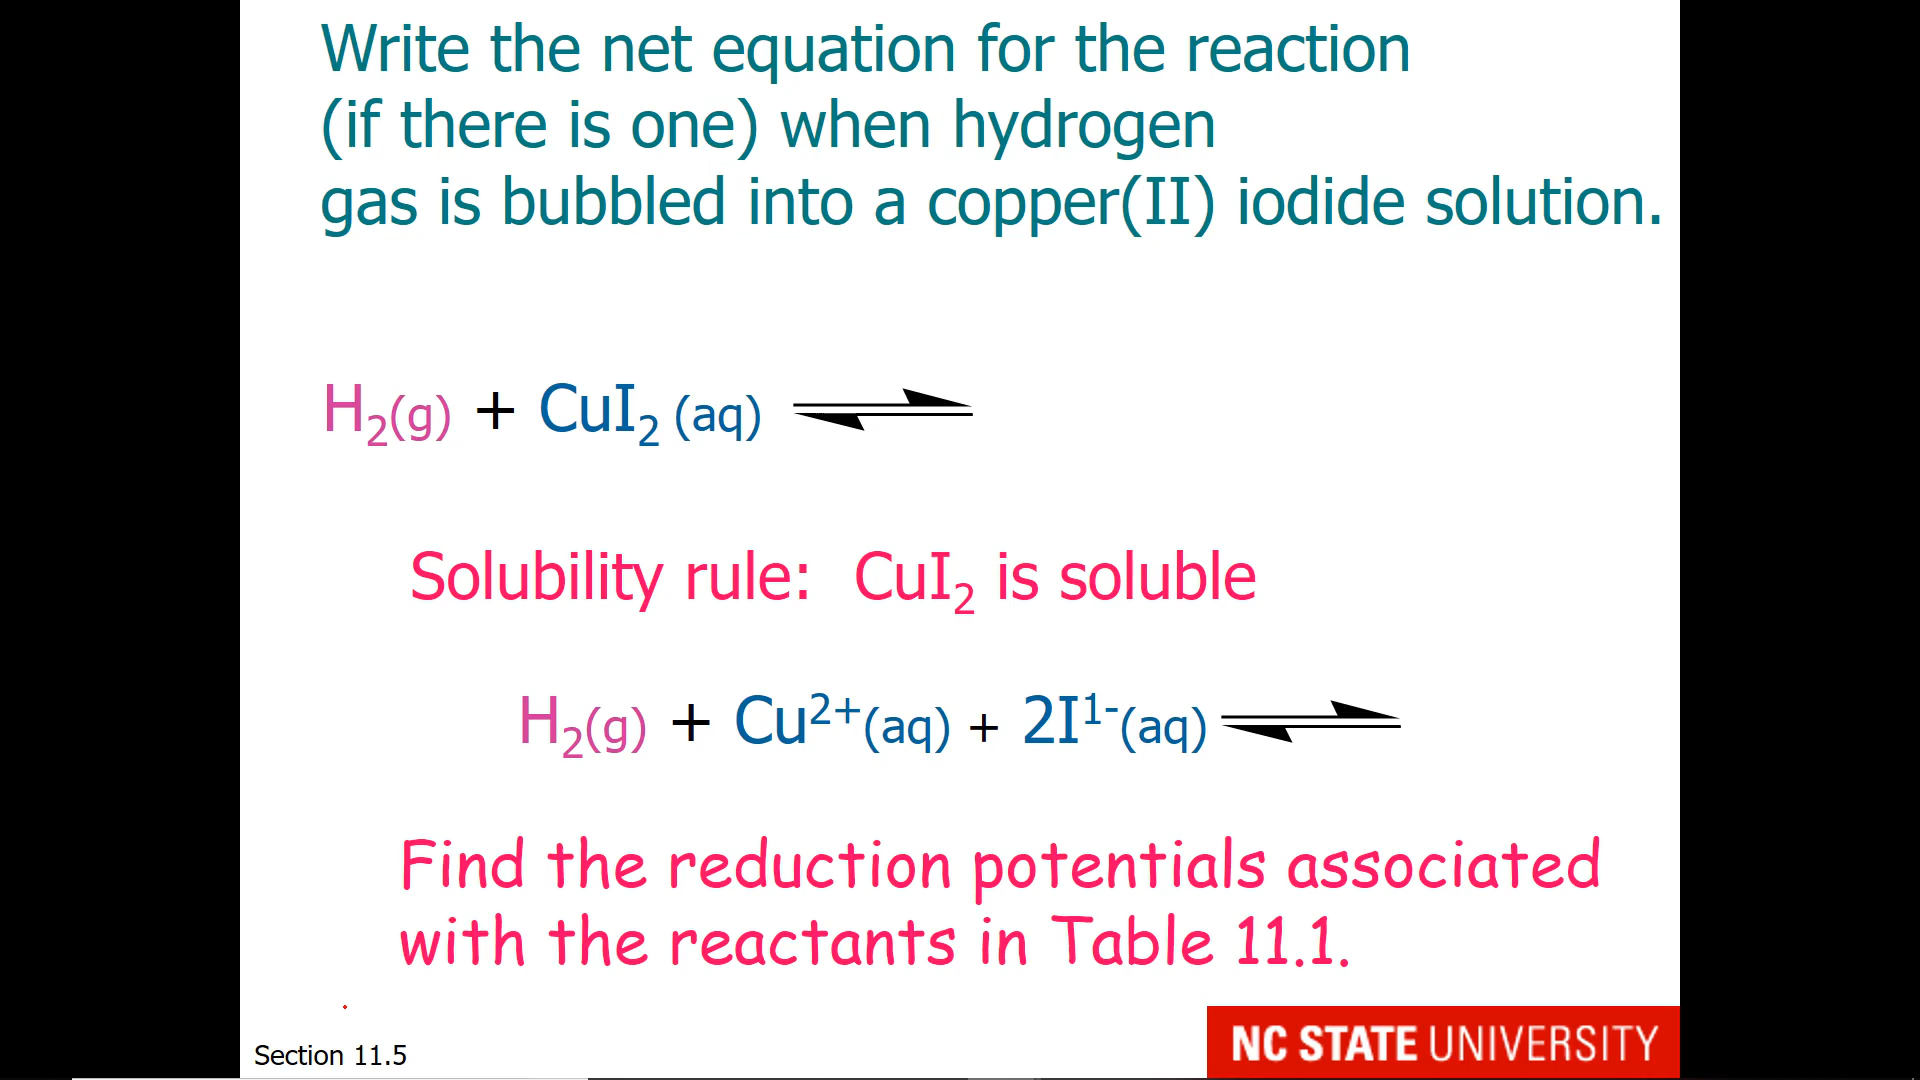 Write the net equation for the reaction
(if there is one) when hydrogen
gas is bubbled into a copper(II) iodide solution.
H₂(g) + CuI₂ (aq) ⇌
Solubility rule: CuI₂ is soluble
H₂(g) + Cu²⁺(aq) + 2I¹⁻(aq) ⇌
Find the reduction potentials associated
with the reactants in Table 11.1.
Section 11.5
NC STATE UNIVERSITY